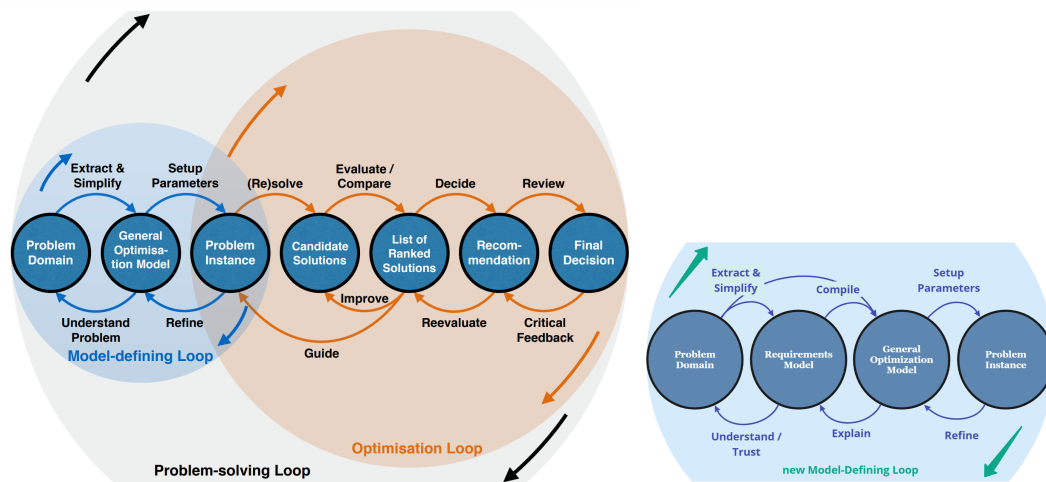 Extract &
Simplify
Setup
Parameters
(Re)solve
Evaluate /
Compare
Decide
Review
Problem
Domain
General
Optimisa-
tion Model
Problem
Instance
Candidate
Solutions
List of
Ranked
Solutions
Recom-
mendation
Final
Decision
Understand
Problem
Refine
Improve
Guide
Reevaluate
Critical
Feedback
Model-defining Loop
Optimisation Loop
Problem-solving Loop
Extract &
Simplify
Compile
Setup
Parameters
Problem
Domain
Requirements
Model
General
Optimization
Model
Problem
Instance
Understand /
Trust
Explain
Refine
new Model-Defining Loop